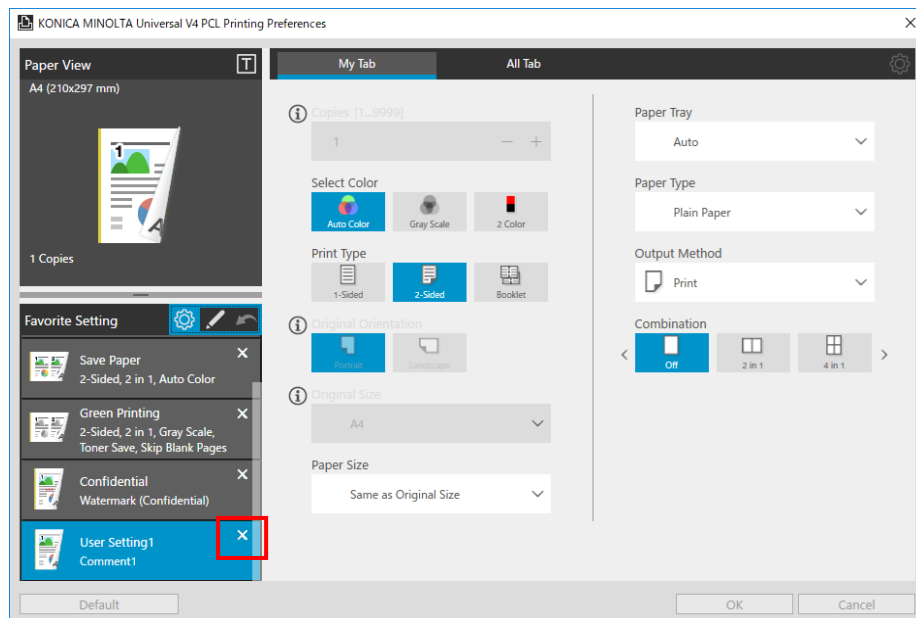 KONICA MINOLTA Universal V4 PCL Printing Preferences
Paper View
T
A4 (210x297 mm)
1
A
1 Copies
Favorite Setting
Save Paper
2-Sided, 2 in 1, Auto Color
Green Printing
2-Sided, 2 in 1, Gray Scale,
Toner Save, Skip Blank Pages
Confidential
Watermark (Confidential)
User Setting1
Comment1
My Tab
All Tab
Copies [1...9999]
1
Select Color
Auto Color
Gray Scale
2 Color
Print Type
1-Sided
2-Sided
Booklet
Original Orientation
Portrait
Landscape
Original Size
A4
Paper Size
Same as Original Size
Paper Tray
Auto
Paper Type
Plain Paper
Output Method
Print
Combination
Off
2 in 1
4 in 1
Default
OK
Cancel